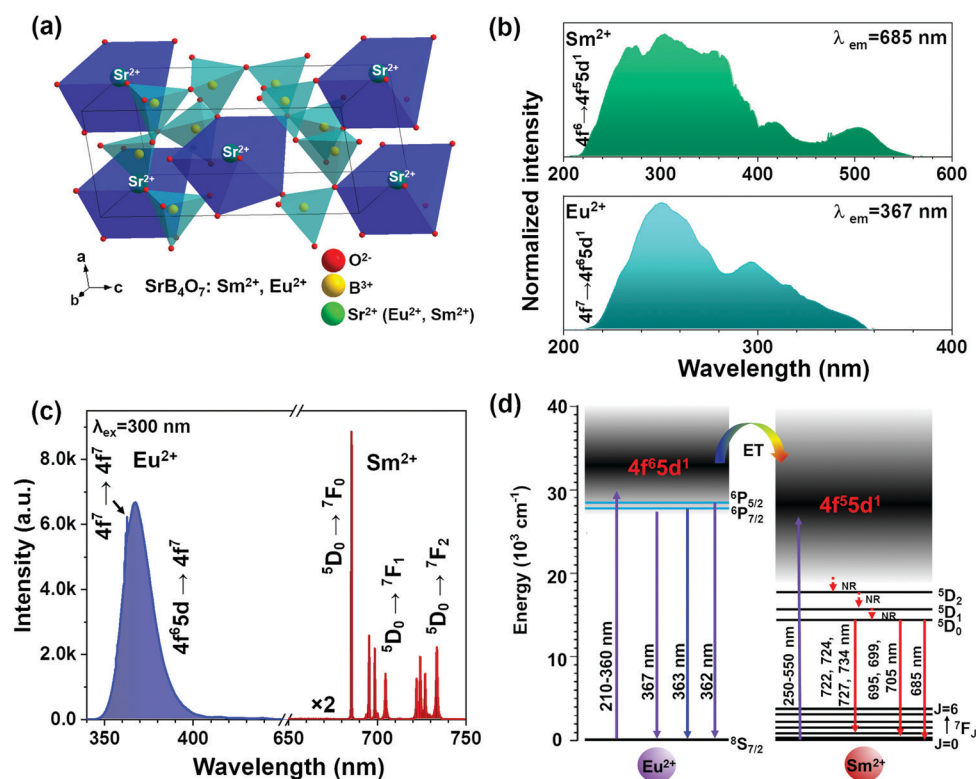 (a)
Sr²⁺
Sr²⁺
Sr²⁺
Sr²⁺
Sr²⁺
a
b
c
SrB₄O₇: Sm²⁺, Eu²⁺
O²⁻
B³⁺
Sr²⁺ (Eu²⁺, Sm²⁺)
(b)
Normalized intensity
Sm²⁺
λ em=685 nm
4f⁶→4f⁵5d¹
200 300 400 500 600
Eu²⁺
λ em=367 nm
4f⁷→4f⁶5d¹
200 300 400
Wavelength (nm)
(c)
Intensity (a.u.)
8.0k
6.0k
4.0k
2.0k
0.0
λex=300 nm
Eu²⁺
4f⁷ → 4f⁷
4f⁶5d → 4f⁷
Sm²⁺
⁵D₀ → ⁷F₀
⁵D₀ → ⁷F₁
⁵D₀ → ⁷F₂
×2
350 400 650 700 750
Wavelength (nm)
(d)
Energy (10³ cm⁻¹)
40
30
20
10
0
4f⁶5d¹
ET
⁶P₅/₂
⁶P₇/₂
4f⁵5d¹
NR
NR
NR
⁵D₂
⁵D₁
⁵D₀
210-360 nm
367 nm
363 nm
362 nm
250-550 nm
722, 724,
727, 734 nm
695, 699,
705 nm
685 nm
J=6
↑ ⁷F_J
J=0
⁸S₇/₂
Eu²⁺
Sm²⁺